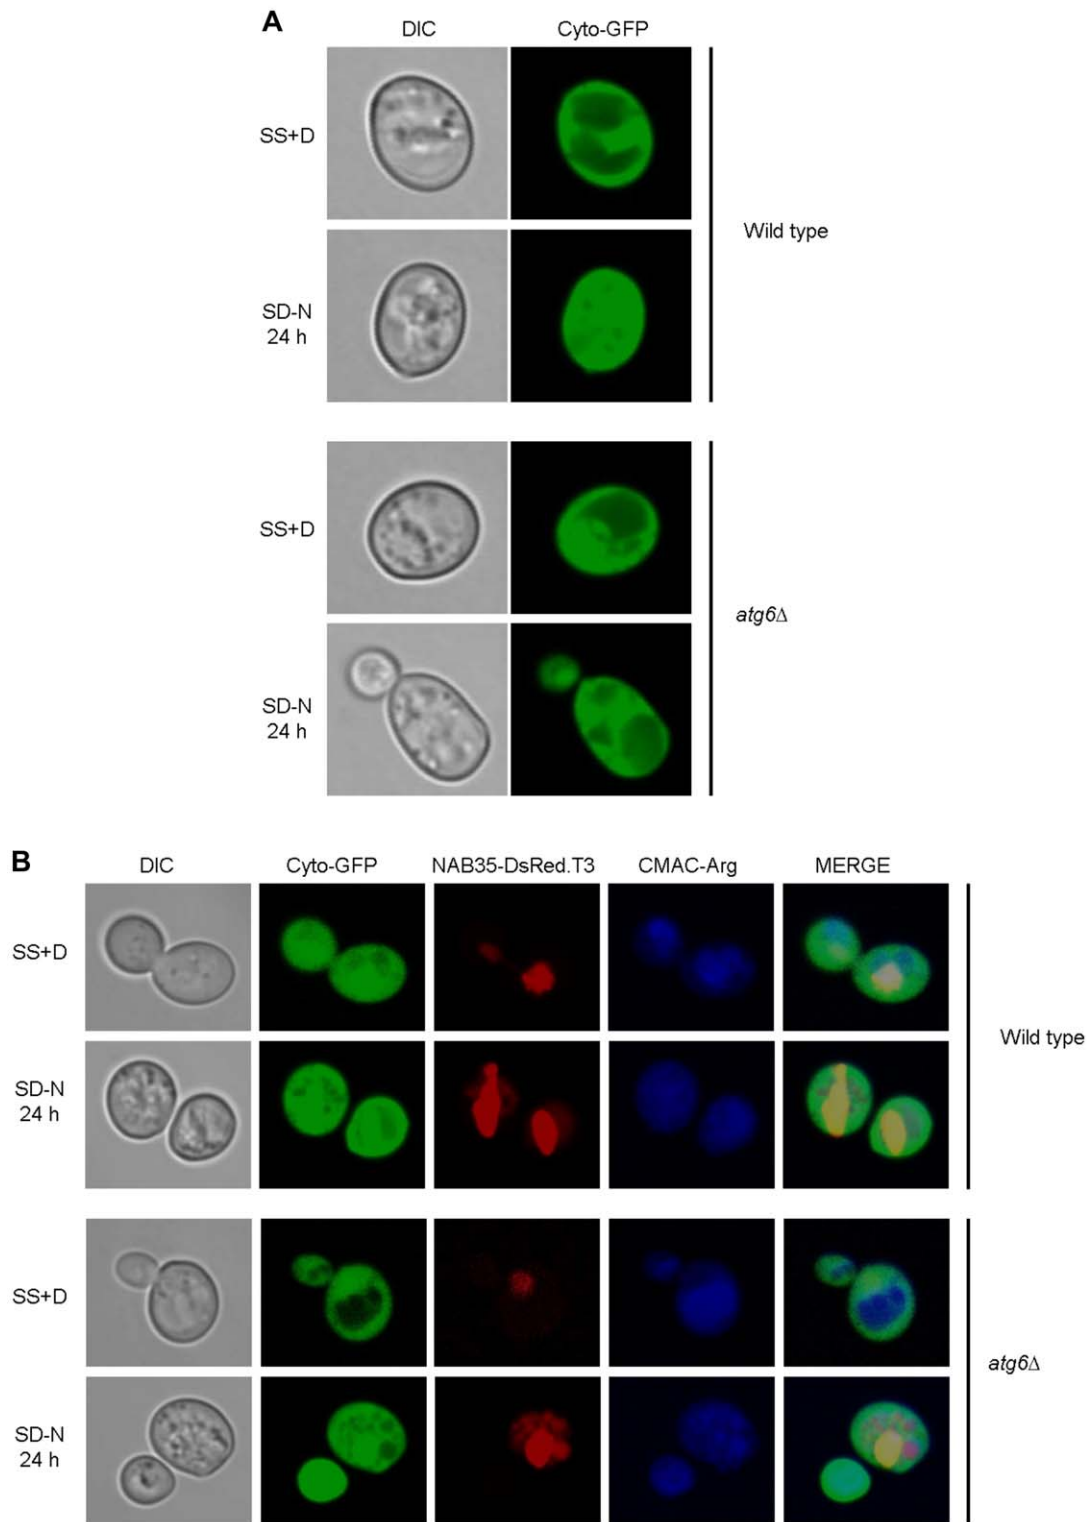 A
DIC Cyto-GFP
SS+D
Wild type
SD-N
24 h
SS+D
atg6Δ
SD-N
24 h
B
DIC Cyto-GFP NAB35-DsRed.T3 CMAC-Arg MERGE
SS+D
Wild type
SD-N
24 h
SS+D
atg6Δ
SD-N
24 h